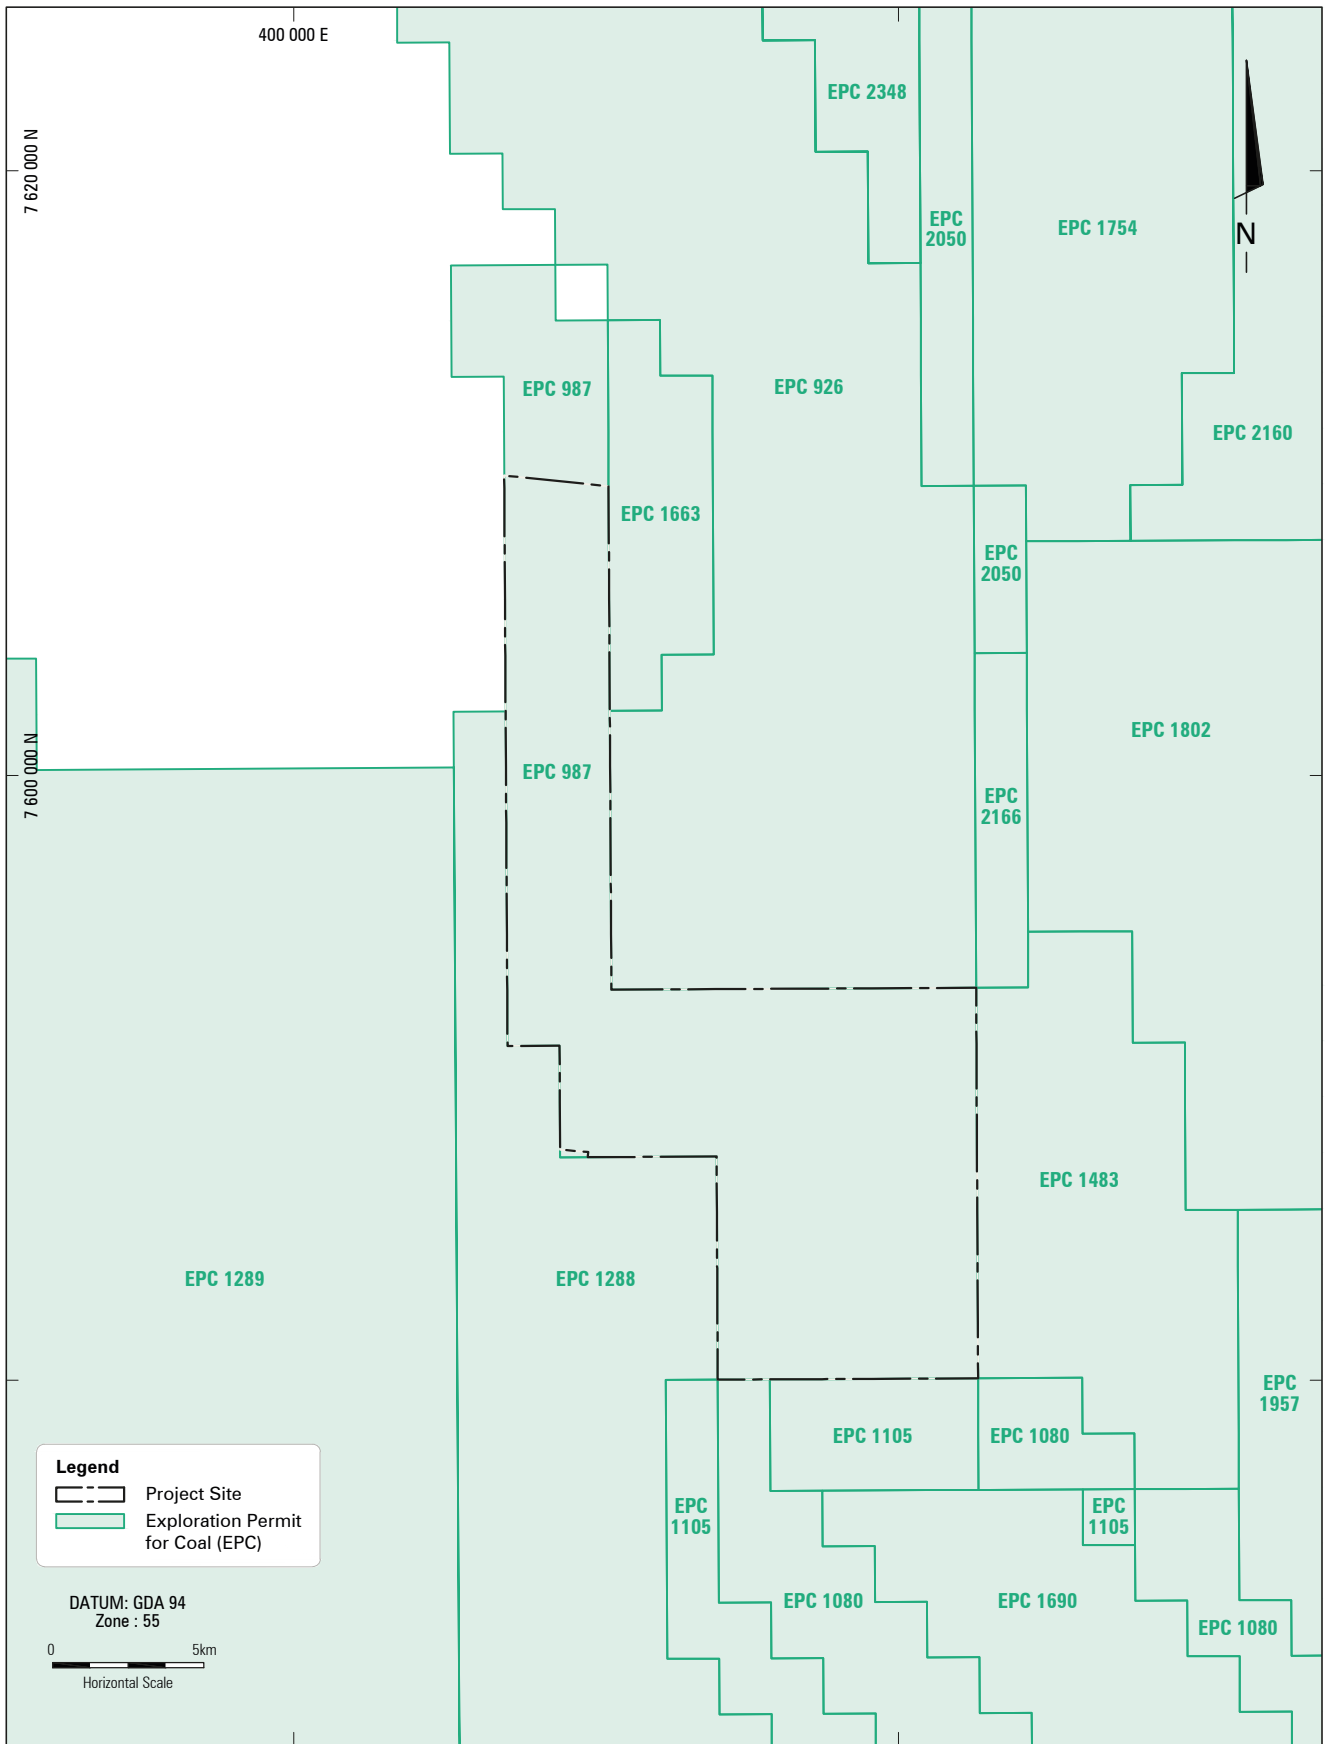 400 000 E
7 620 000 N
EPC 2348
EPC
2050
EPC 1754
N
EPC 987
EPC 926
EPC 2160
EPC 1663
EPC
2050
7 600 000 N
EPC 1802
EPC 987
EPC
2166
EPC 1483
EPC 1289
EPC 1288
EPC
1957
EPC 1105
EPC 1080
EPC
1105
EPC
1105
EPC 1080
EPC 1690
EPC 1080
Legend
Project Site
Exploration Permit
for Coal (EPC)
DATUM: GDA 94
Zone : 55
0 5km
Horizontal Scale